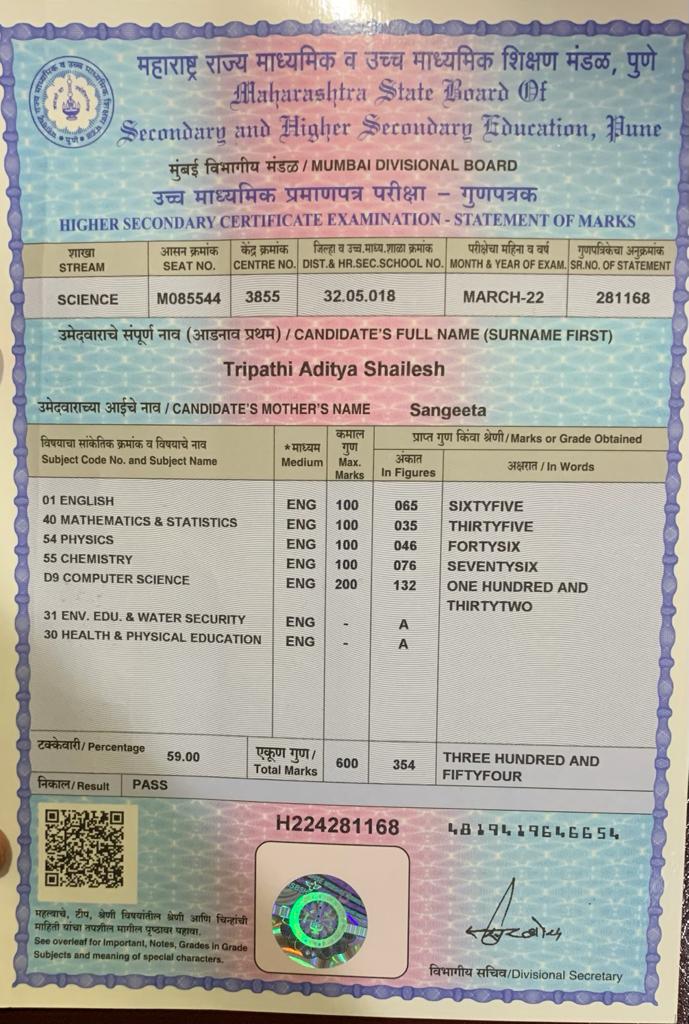 महाराष्ट्र राज्य माध्यमिक व उच्च माध्यमिक शिक्षण मंडळ, पुणे
Maharashtra State Board Of
Secondary and Higher Secondary Education, Pune
मुंबई विभागीय मंडळ / MUMBAI DIVISIONAL BOARD
उच्च माध्यमिक प्रमाणपत्र परीक्षा – गुणपत्रक
HIGHER SECONDARY CERTIFICATE EXAMINATION - STATEMENT OF MARKS
शाखा आसन क्रमांक केंद्र क्रमांक जिल्हा व उच्च.माध्य.शाळा क्रमांक परीक्षेचा महिना व वर्ष गुणपत्रिकेचा अनुक्रमांक
STREAM SEAT NO. CENTRE NO. DIST.& HR.SEC.SCHOOL NO. MONTH & YEAR OF EXAM. SR.NO. OF STATEMENT
SCIENCE M085544 3855 32.05.018 MARCH-22 281168
उमेदवाराचे संपूर्ण नाव (आडनाव प्रथम) / CANDIDATE'S FULL NAME (SURNAME FIRST)
Tripathi Aditya Shailesh
उमेदवाराच्या आईचे नाव / CANDIDATE'S MOTHER'S NAME Sangeeta
विषयाचा सांकेतिक क्रमांक व विषयाचे नाव
Subject Code No. and Subject Name
*माध्यम
Medium
कमाल
गुण
Max.
Marks
प्राप्त गुण किंवा श्रेणी/Marks or Grade Obtained
अंकात
In Figures
अक्षरात / In Words
01 ENGLISH ENG 100 065 SIXTYFIVE
40 MATHEMATICS & STATISTICS ENG 100 035 THIRTYFIVE
54 PHYSICS ENG 100 046 FORTYSIX
55 CHEMISTRY ENG 100 076 SEVENTYSIX
D9 COMPUTER SCIENCE ENG 200 132 ONE HUNDRED AND
THIRTYTWO
31 ENV. EDU. & WATER SECURITY ENG - A
30 HEALTH & PHYSICAL EDUCATION ENG - A
टक्केवारी/ Percentage 59.00
एकूण गुण/
Total Marks
600 354 THREE HUNDRED AND
FIFTYFOUR
निकाल/ Result PASS
H224281168
4819419646654
महत्वाचे, टीप, श्रेणी विषयांतील श्रेणी आणि चिन्हांची
माहिती यांचा तपशील मागील पृष्ठावर पहावा.
See overleaf for Important, Notes, Grades in Grade
Subjects and meaning of special characters.
विभागीय सचिव/Divisional Secretary